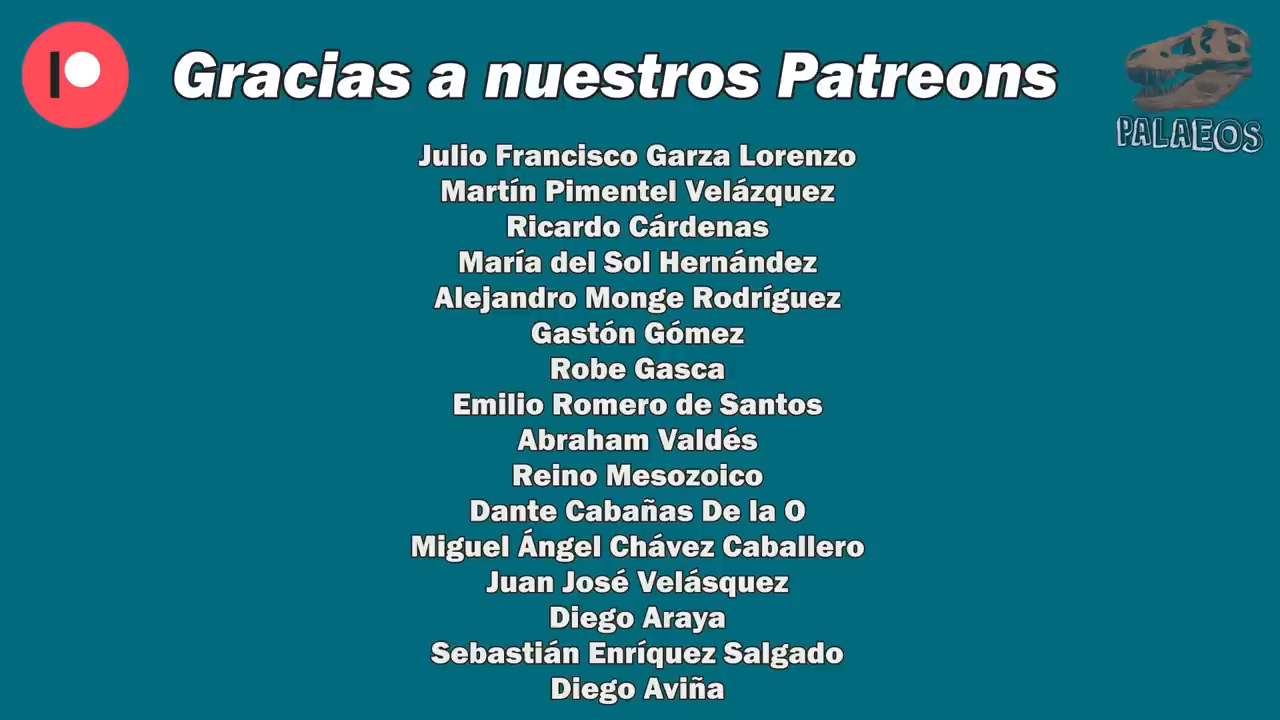 Gracias a nuestros Patreons
PALAEOS
Julio Francisco Garza Lorenzo
Martín Pimentel Velázquez
Ricardo Cárdenas
María del Sol Hernández
Alejandro Monge Rodríguez
Gastón Gómez
Robe Gasca
Emilio Romero de Santos
Abraham Valdés
Reino Mesozoico
Dante Cabañas De la O
Miguel Ángel Chávez Caballero
Juan José Velásquez
Diego Araya
Sebastián Enríquez Salgado
Diego Aviña